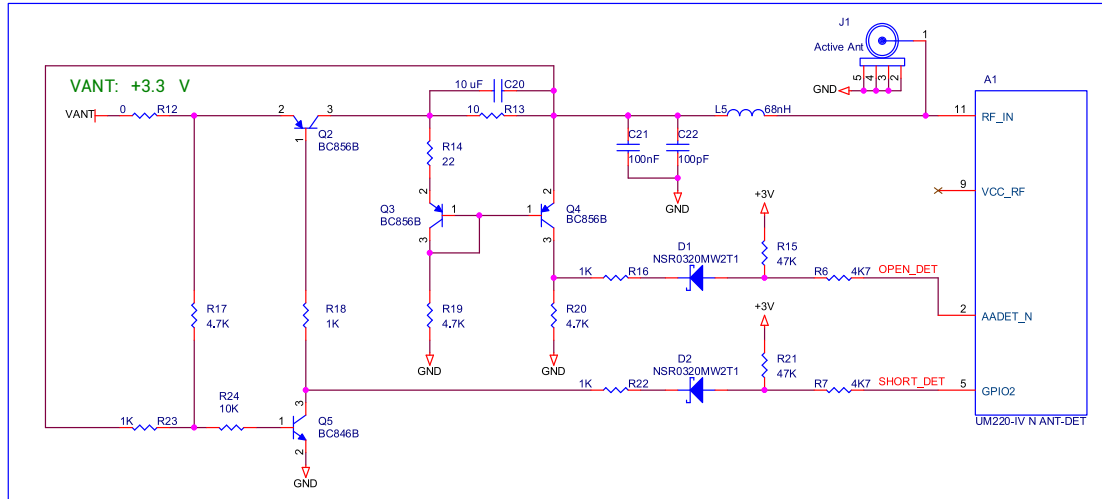 J1
Active Ant
1
5
4
3
2
GND
A1
VANT: +3.3 V
10 uF
C20
VANT
0
R12
2
3
10
R13
L5
68nH
11
RF_IN
Q2
BC856B
1
R14
22
C21
100nF
C22
100pF
9
VCC_RF
GND
+3V
2
Q3
BC856B
1
3
2
Q4
BC856B
1
3
D1
NSR0320MW2T1
R15
47K
1K
R16
R6
4K7
OPEN_DET
R17
4.7K
R18
1K
R19
4.7K
R20
4.7K
+3V
2
AADET_N
GND
GND
D2
NSR0320MW2T1
R21
47K
1K
R22
R7
4K7
SHORT_DET
5
GPIO2
R24
10K
3
1K
R23
1
Q5
BC846B
2
GND
UM220-IV N ANT-DET